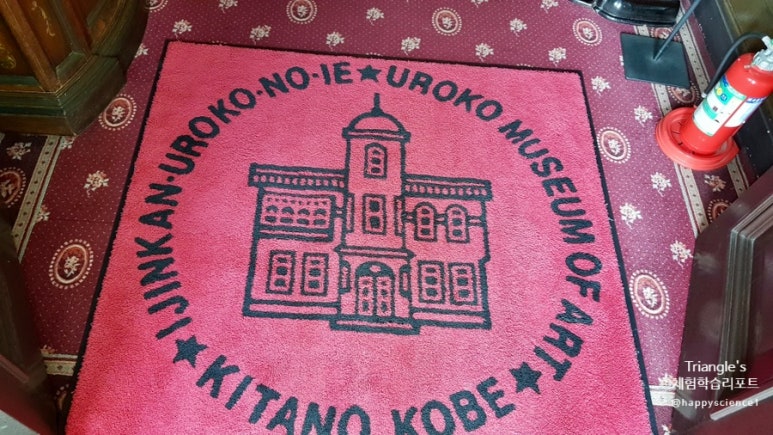 IJINKAN·UROKO·NO·IE★UROKO MUSEUM OF ART
★KITANO KOBE★
Triangle's
체험학습리포트
@happyscience1